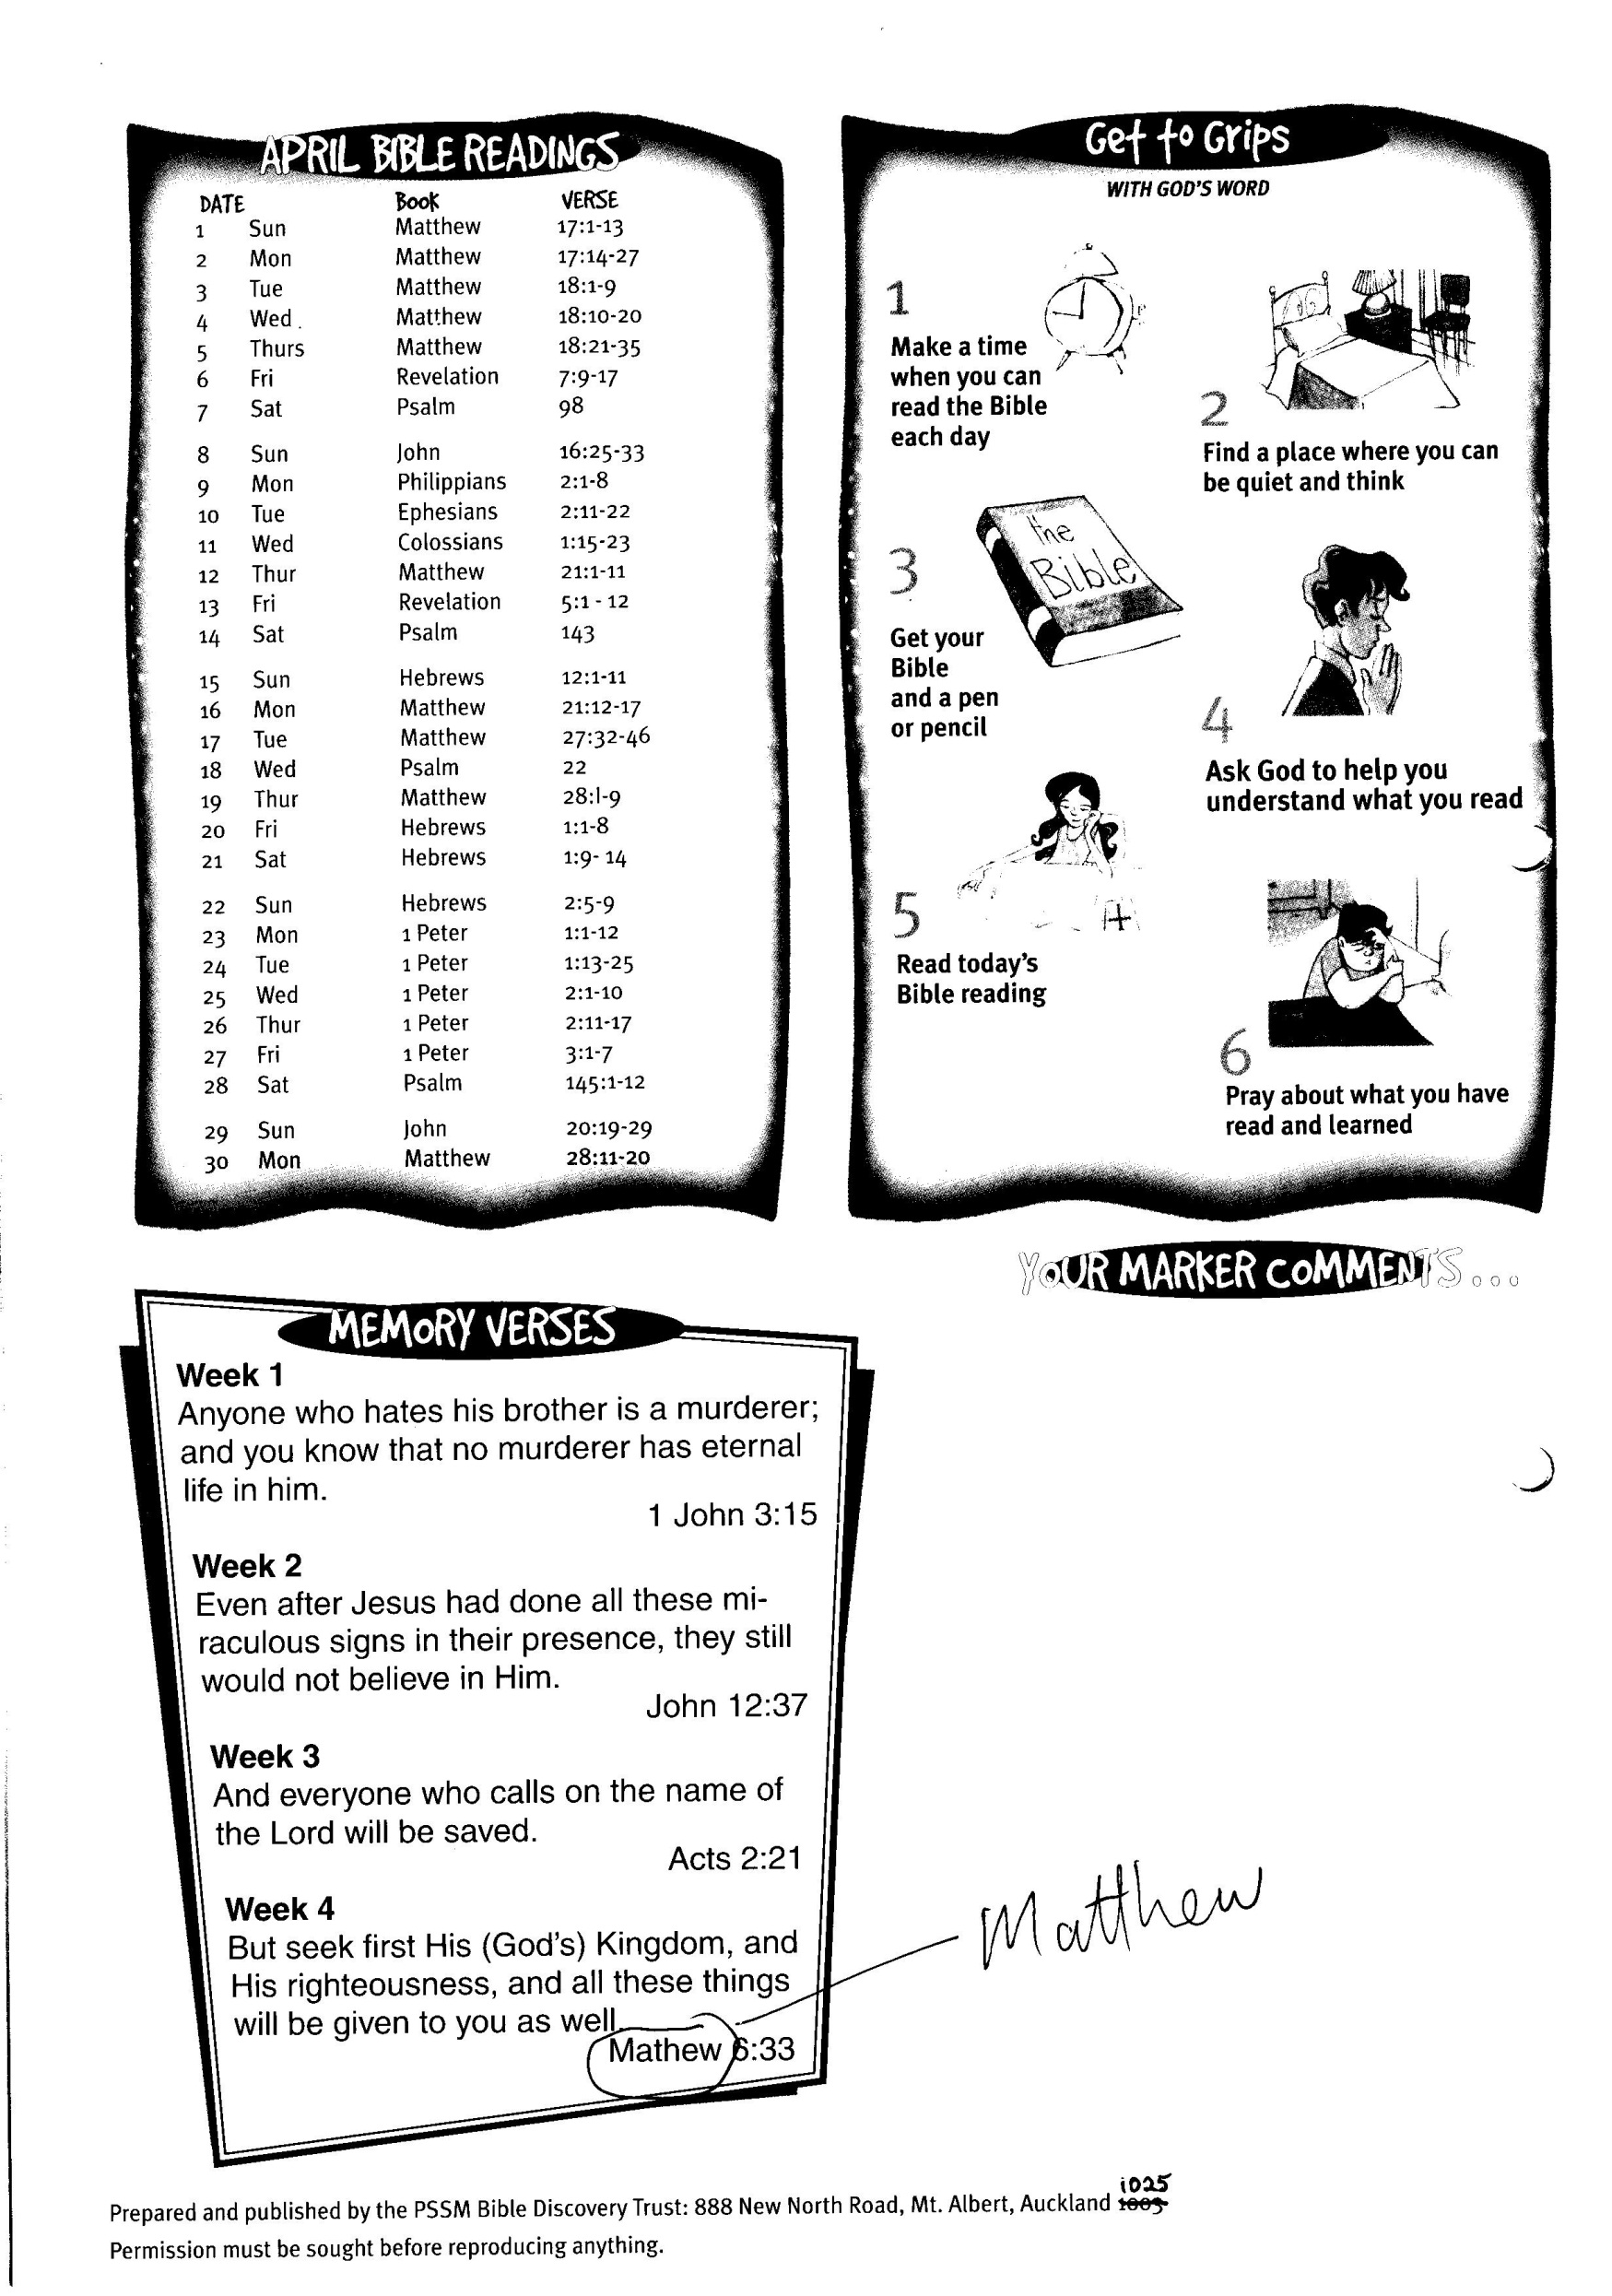 APRIL BIBLE READINGS
DATE Book VERSE
1 Sun Matthew 17:1-13
2 Mon Matthew 17:14-27
3 Tue Matthew 18:1-9
4 Wed . Matthew 18:10-20
5 Thurs Matthew 18:21-35
6 Fri Revelation 7:9-17
7 Sat Psalm 98
8 Sun John 16:25-33
9 Mon Philippians 2:1-8
10 Tue Ephesians 2:11-22
11 Wed Colossians 1:15-23
12 Thur Matthew 21:1-11
13 Fri Revelation 5:1 - 12
14 Sat Psalm 143
15 Sun Hebrews 12:1-11
16 Mon Matthew 21:12-17
17 Tue Matthew 27:32-46
18 Wed Psalm 22
19 Thur Matthew 28:l-9
20 Fri Hebrews 1:1-8
21 Sat Hebrews 1:9- 14
22 Sun Hebrews 2:5-9
23 Mon 1 Peter 1:1-12
24 Tue 1 Peter 1:13-25
25 Wed 1 Peter 2:1-10
26 Thur 1 Peter 2:11-17
27 Fri 1 Peter 3:1-7
28 Sat Psalm 145:1-12
29 Sun John 20:19-29
30 Mon Matthew 28:11-20
Get to Grips
WITH GOD'S WORD
1
Make a time
when you can
read the Bible
each day
2
Find a place where you can
be quiet and think
the
Bible
3
Get your
Bible
and a pen
or pencil
4
Ask God to help you
understand what you read
5
Read today's
Bible reading
6
Pray about what you have
read and learned
YOUR MARKER COMMENTS...
MEMORY VERSES
Week 1
Anyone who hates his brother is a murderer;
and you know that no murderer has eternal
life in him.
1 John 3:15
Week 2
Even after Jesus had done all these mi-
raculous signs in their presence, they still
would not believe in Him.
John 12:37
Week 3
And everyone who calls on the name of
the Lord will be saved.
Acts 2:21
Week 4
But seek first His (God's) Kingdom, and
His righteousness, and all these things
will be given to you as well.
Mathew 6:33
Matthew
1025
Prepared and published by the PSSM Bible Discovery Trust: 888 New North Road, Mt. Albert, Auckland 1003
Permission must be sought before reproducing anything.